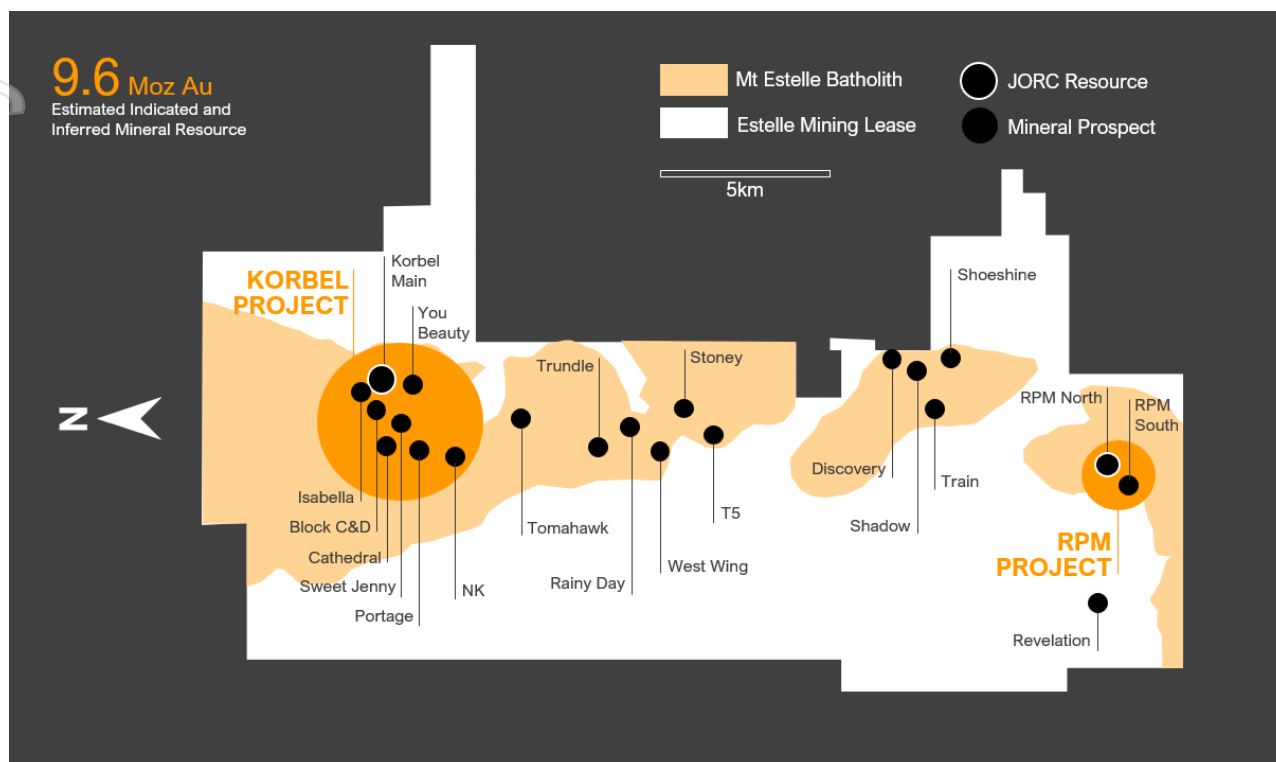 9.6 Moz Au
Estimated Indicated and
Inferred Mineral Resource
Mt Estelle Batholith
JORC Resource
Estelle Mining Lease
Mineral Prospect
5km
KORBEL
PROJECT
Korbel
Main
You
Beauty
Trundle
Stoney
Shoeshine
RPM North
RPM
South
N
Isabella
Block C&D
Cathedral
Sweet Jenny
Portage
NK
Tomahawk
Rainy Day
West Wing
T5
Discovery
Shadow
Train
RPM
PROJECT
Revelation